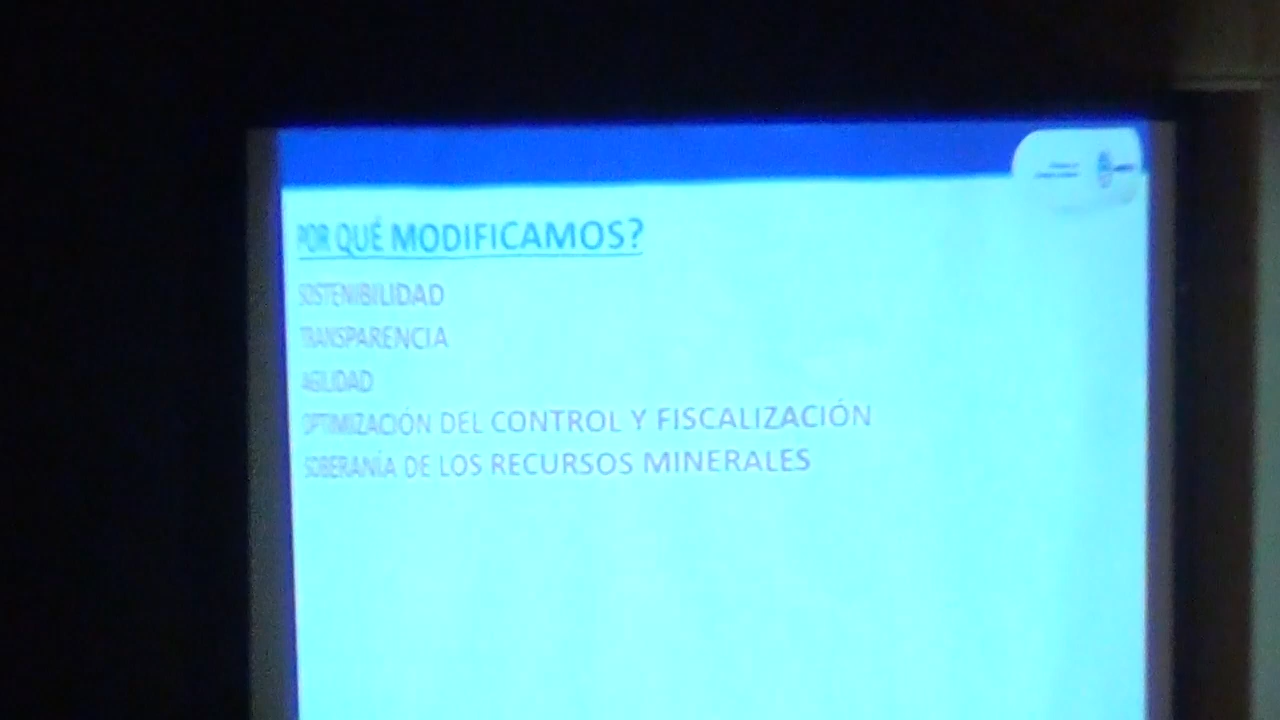 POR QUÉ MODIFICAMOS?
SOSTENIBILIDAD
TRANSPARENCIA
AGILIDAD
OPTIMIZACIÓN DEL CONTROL Y FISCALIZACIÓN
SOBERANÍA DE LOS RECURSOS MINERALES